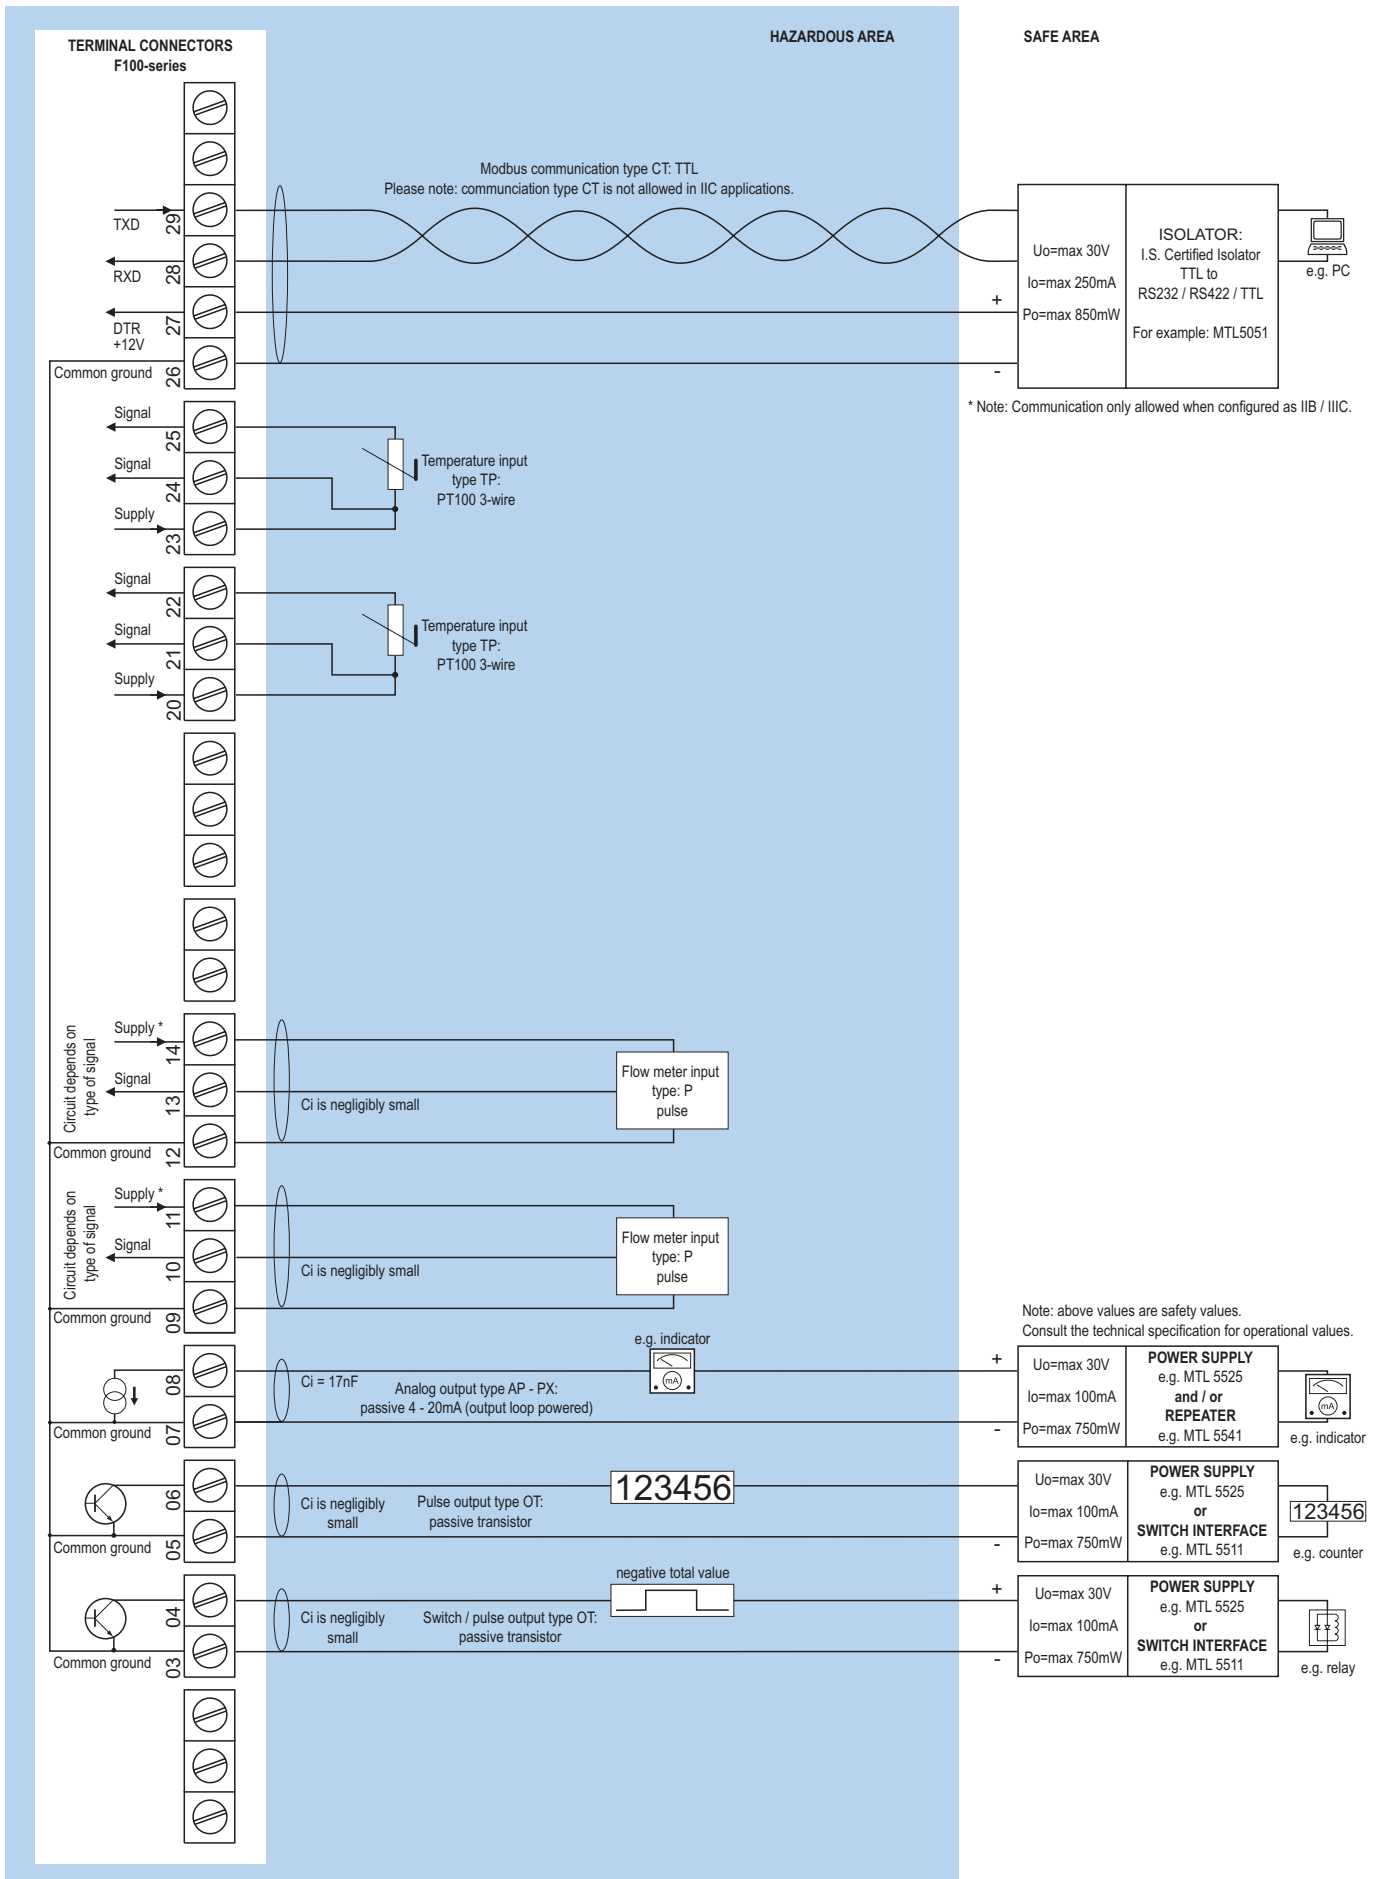 TERMINAL CONNECTORS
F100-series
HAZARDOUS AREA
SAFE AREA
Modbus communication type CT: TTL
Please note: communciation type CT is not allowed in IIC applications.
TXD
29
RXD
28
DTR
+12V
27
Common ground
26
+
-
Uo=max 30V
Io=max 250mA
Po=max 850mW
ISOLATOR:
I.S. Certified Isolator
TTL to
RS232 / RS422 / TTL
For example: MTL5051
e.g. PC
* Note: Communication only allowed when configured as IIB / IIIC.
Signal
25
Signal
24
Supply
23
Temperature input
type TP:
PT100 3-wire
Signal
22
Signal
21
Supply
20
Temperature input
type TP:
PT100 3-wire
Circuit depends on
type of signal
Supply *
14
Signal
13
Common ground
12
Ci is negligibly small
Flow meter input
type: P
pulse
Circuit depends on
type of signal
Supply *
11
Signal
10
Common ground
09
Ci is negligibly small
Flow meter input
type: P
pulse
Note: above values are safety values.
Consult the technical specification for operational values.
08
Common ground
07
Ci = 17nF
Analog output type AP - PX:
passive 4 - 20mA (output loop powered)
e.g. indicator
mA
+
-
Uo=max 30V
Io=max 100mA
Po=max 750mW
POWER SUPPLY
e.g. MTL 5525
and / or
REPEATER
e.g. MTL 5541
mA
e.g. indicator
06
Common ground
05
Ci is negligibly
small
Pulse output type OT:
passive transistor
123456
+
-
Uo=max 30V
Io=max 100mA
Po=max 750mW
POWER SUPPLY
e.g. MTL 5525
or
SWITCH INTERFACE
e.g. MTL 5511
123456
e.g. counter
04
Common ground
03
Ci is negligibly
small
Switch / pulse output type OT:
passive transistor
negative total value
+
-
Uo=max 30V
Io=max 100mA
Po=max 750mW
POWER SUPPLY
e.g. MTL 5525
or
SWITCH INTERFACE
e.g. MTL 5511
e.g. relay